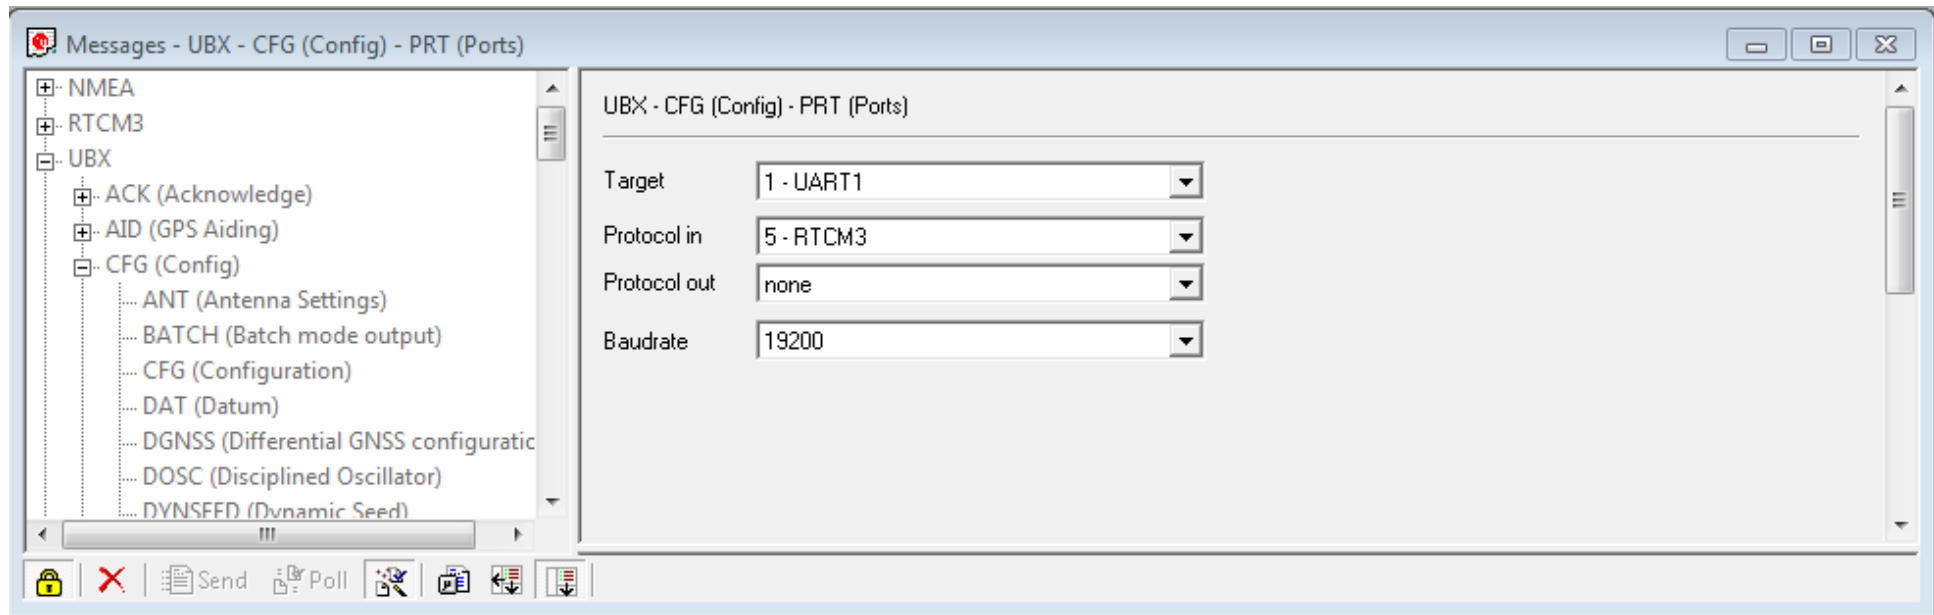 Messages - UBX - CFG (Config) - PRT (Ports)
NMEA
RTCM3
UBX
ACK (Acknowledge)
AID (GPS Aiding)
CFG (Config)
ANT (Antenna Settings)
BATCH (Batch mode output)
CFG (Configuration)
DAT (Datum)
DGNSS (Differential GNSS configuratic
DOSC (Disciplined Oscillator)
DYNSEED (Dynamic Seed)
UBX - CFG (Config) - PRT (Ports)
Target 1 - UART1
Protocol in 5 - RTCM3
Protocol out none
Baudrate 19200
Send Poll